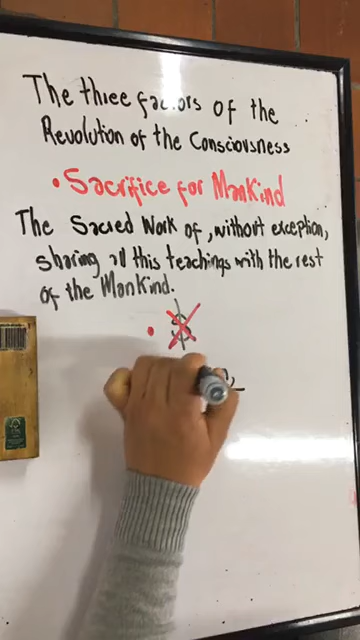 The three factors of the
Revolution of the Consciousness
• Sacrifice for Mankind
The Sacred Work of, without exception,
sharing all this teachings with the rest
of the Mankind.
• $